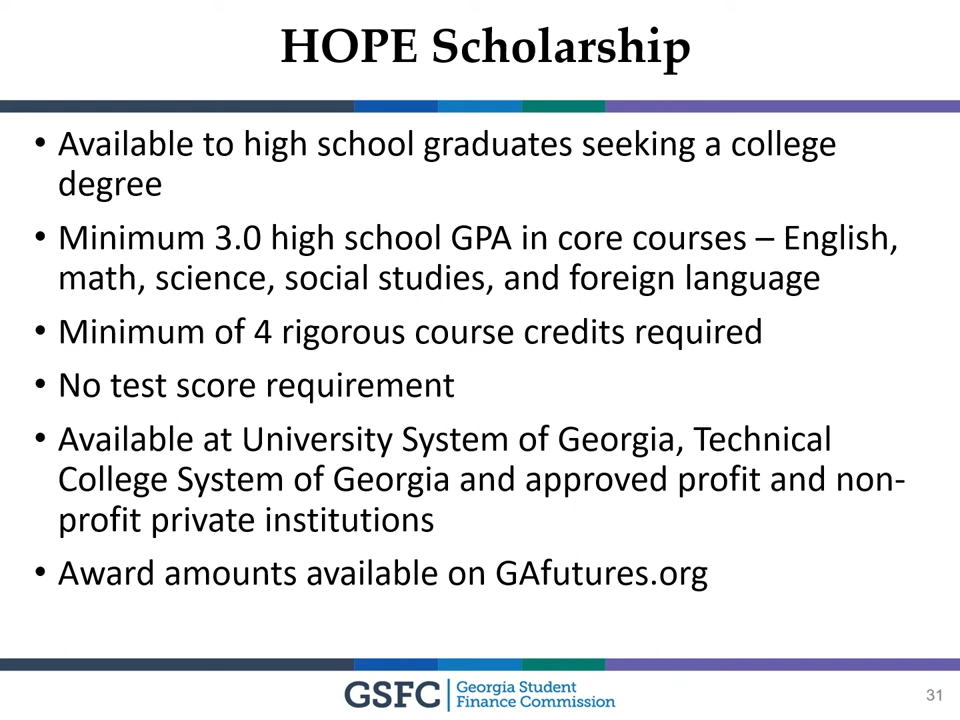 HOPE Scholarship
• Available to high school graduates seeking a college
degree
• Minimum 3.0 high school GPA in core courses – English,
math, science, social studies, and foreign language
• Minimum of 4 rigorous course credits required
• No test score requirement
• Available at University System of Georgia, Technical
College System of Georgia and approved profit and non-
profit private institutions
• Award amounts available on GAfutures.org
GSFC
Georgia Student
Finance Commission
31